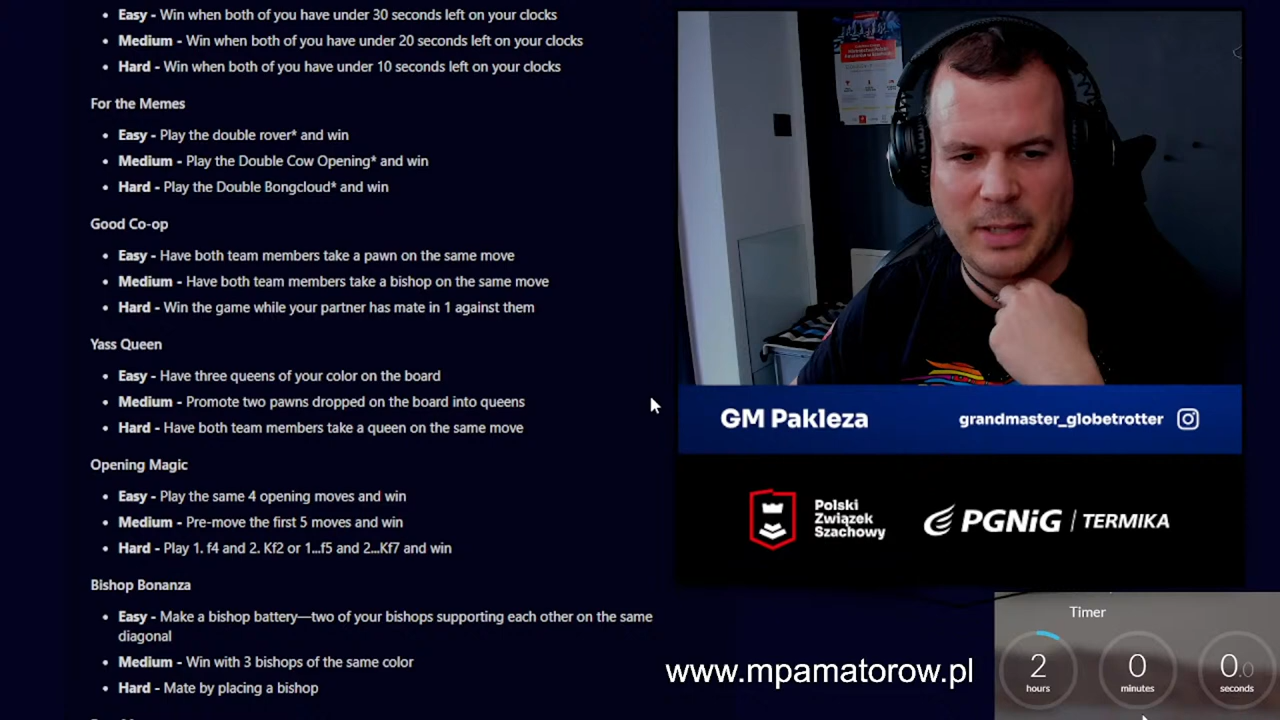 Easy - Win when both of you have under 30 seconds left on your clocks
Medium - Win when both of you have under 20 seconds left on your clocks
Hard - Win when both of you have under 10 seconds left on your clocks
For the Memes
Easy - Play the double rover* and win
Medium - Play the Double Cow Opening* and win
Hard - Play the Double Bongcloud* and win
Good Co-op
Easy - Have both team members take a pawn on the same move
Medium - Have both team members take a bishop on the same move
Hard - Win the game while your partner has mate in 1 against them
Yass Queen
Easy - Have three queens of your color on the board
Medium - Promote two pawns dropped on the board into queens
Hard - Have both team members take a queen on the same move
Opening Magic
Easy - Play the same 4 opening moves and win
Medium - Pre-move the first 5 moves and win
Hard - Play 1. f4 and 2. Kf2 or 1...f5 and 2...Kf7 and win
Bishop Bonanza
Easy - Make a bishop battery—two of your bishops supporting each other on the same
diagonal
Medium - Win with 3 bishops of the same color
Hard - Mate by placing a bishop
GM Pakleza
grandmaster_globetrotter
Polski
Związek
Szachowy
PGNiG | TERMIKA
www.mpamatorow.pl
Timer
2 0 0.0
hours minutes seconds